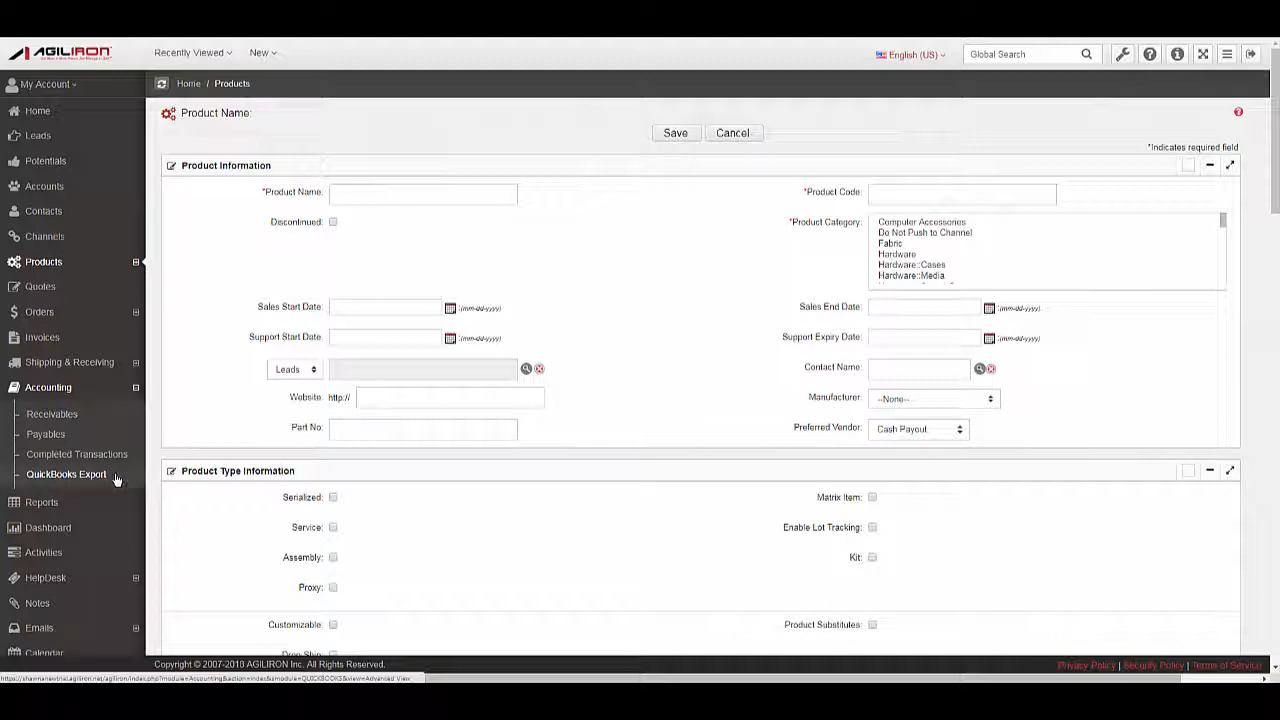 AGILIRON
Recently Viewed
New
English (US)
Global Search
My Account
Home / Products
Home
Leads
Potentials
Accounts
Contacts
Channels
Products
Quotes
Orders
Invoices
Shipping & Receiving
Accounting
Receivables
Payables
Completed Transactions
QuickBooks Export
Reports
Dashboard
Activities
HelpDesk
Notes
Emails
Calendar
Product Name:
Save
Cancel
*Indicates required field
Product Information
*Product Name:
*Product Code:
Discontinued:
*Product Category:
Computer Accessories
Do Not Push to Channel
Fabric
Hardware
Hardware::Cases
Hardware::Media
Sales Start Date:
(mm-dd-yyyy)
Sales End Date:
(mm-dd-yyyy)
Support Start Date:
(mm-dd-yyyy)
Support Expiry Date:
(mm-dd-yyyy)
Leads
Contact Name:
Website: http://
Manufacturer:
--None--
Part No:
Preferred Vendor:
Cash Payout
Product Type Information
Serialized:
Matrix Item:
Service:
Enable Lot Tracking:
Assembly:
Kit:
Proxy:
Customizable:
Product Substitutes:
Drop Ship:
Copyright © 2007-2018 AGILIRON Inc. All Rights Reserved.
Privacy Policy | Security Policy | Terms of Service